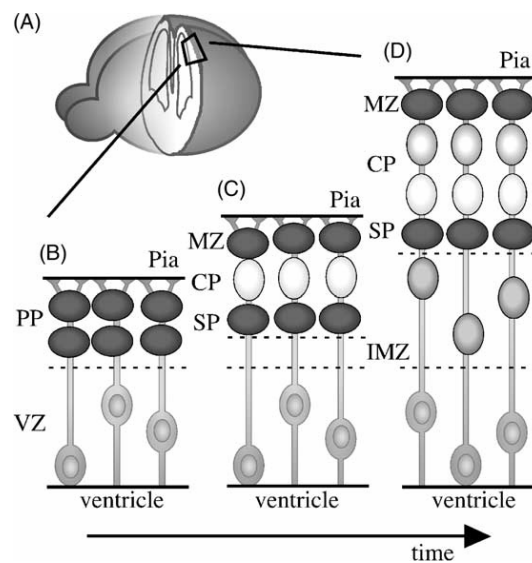 (A)
(D)
Pia
MZ
CP
SP
IMZ
ventricle
(C)
Pia
MZ
CP
SP
ventricle
(B)
Pia
PP
VZ
ventricle
time